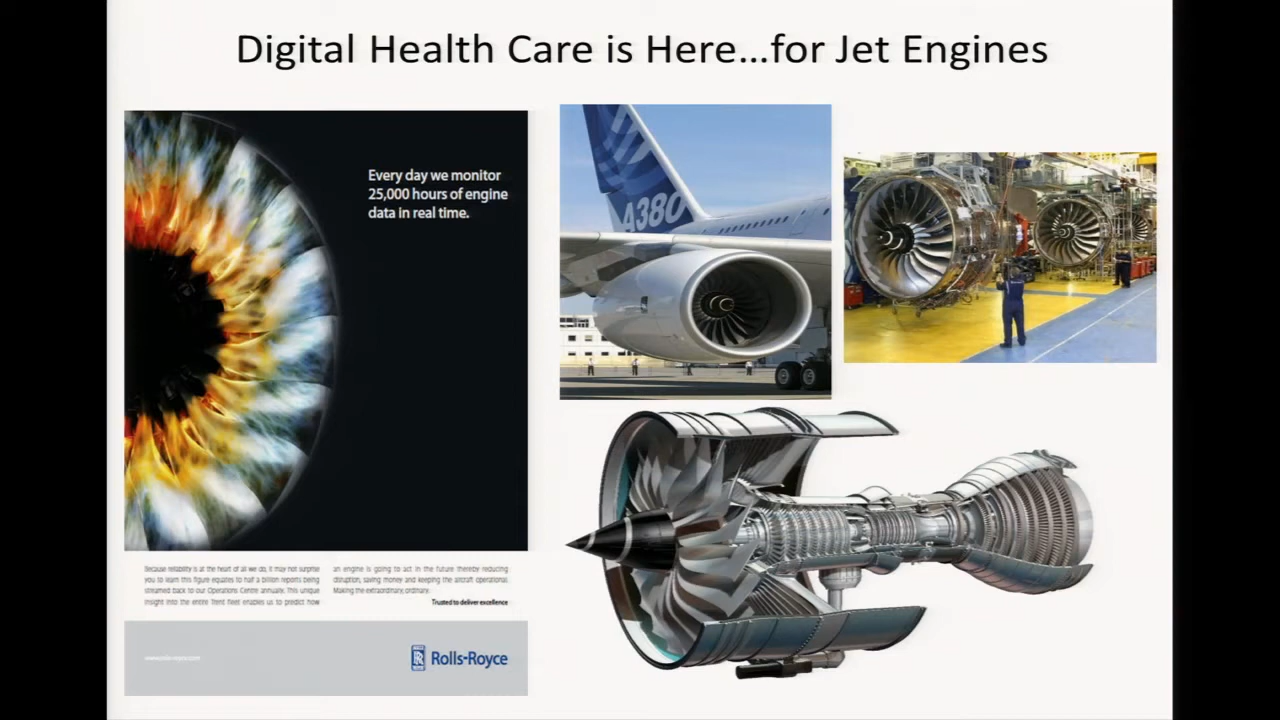 Digital Health Care is Here...for Jet Engines
Every day we monitor
25,000 hours of engine
data in real time.
A380
Because reliability is at the heart of all we do, it may not surprise
you to learn this figure equates to half a billion reports being
streamed back to our Operations Centre annually. This unique
insight into the entire Trent fleet enables us to predict how
an engine is going to act in the future thereby reducing
disruption, saving money and keeping the aircraft operational.
Making the extraordinary, ordinary.
Trusted to deliver excellence
www.rolls-royce.com
Rolls-Royce